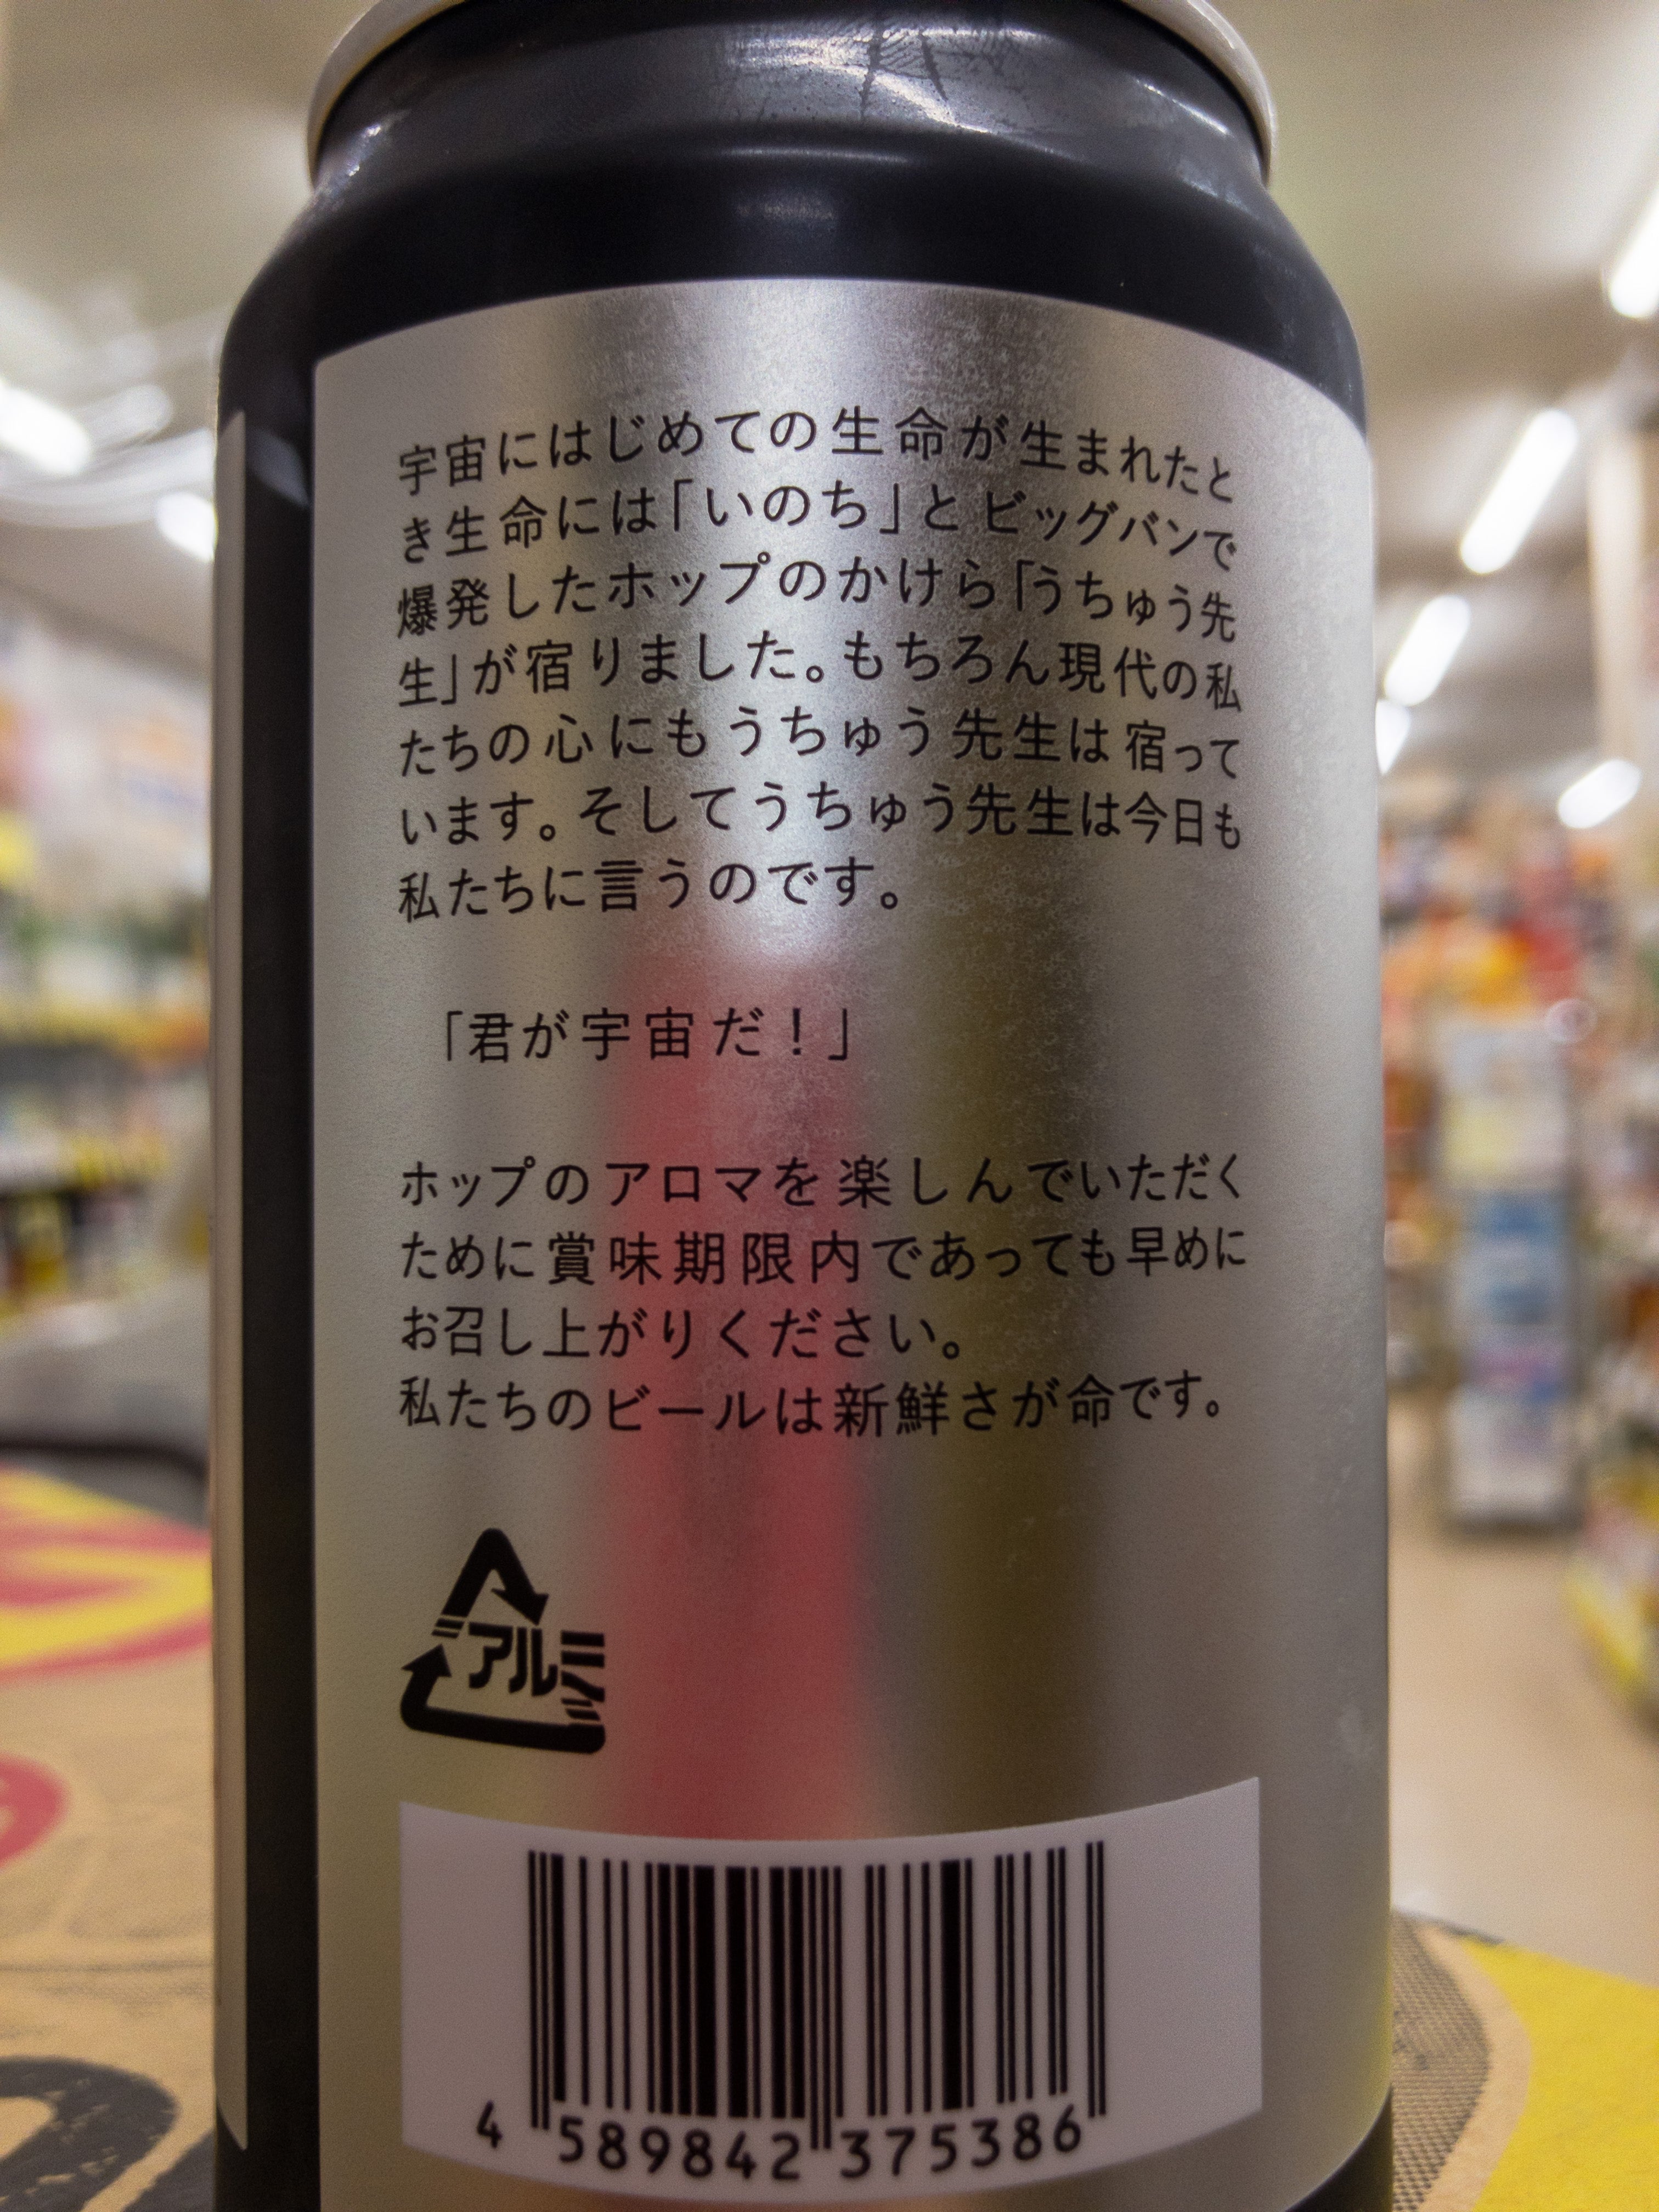 宇宙にはじめての生命が生まれたと
き生命には「いのち」とビッグバンで
爆発したホップのかけら「うちゅう先
生」が宿りました。もちろん現代の私
たちの心にもうちゅう先生は宿って
います。そしてうちゅう先生は今日も
私たちに言うのです。
「君が宇宙だ！」
ホップのアロマを楽しんでいただく
ために賞味期限内であっても早めに
お召し上がりください。
私たちのビールは新鮮さが命です。
アルミ
4 589842 375386